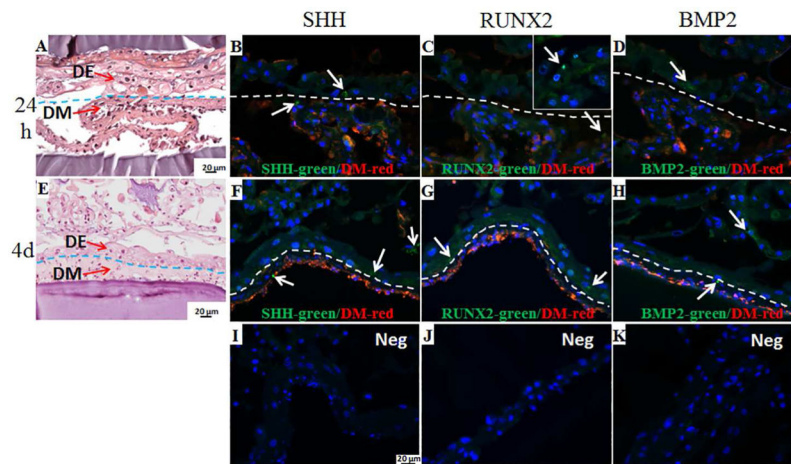 SHH RUNX2 BMP2
A B C D
DE
DM
24
h
20 µm
SHH-green/DM-red RUNX2-green/DM-red BMP2-green/DM-red
E F G H
DE
DM
4d
20 µm
SHH-green/DM-red RUNX2-green/DM-red BMP2-green/DM-red
I Neg J Neg K Neg
20 µm